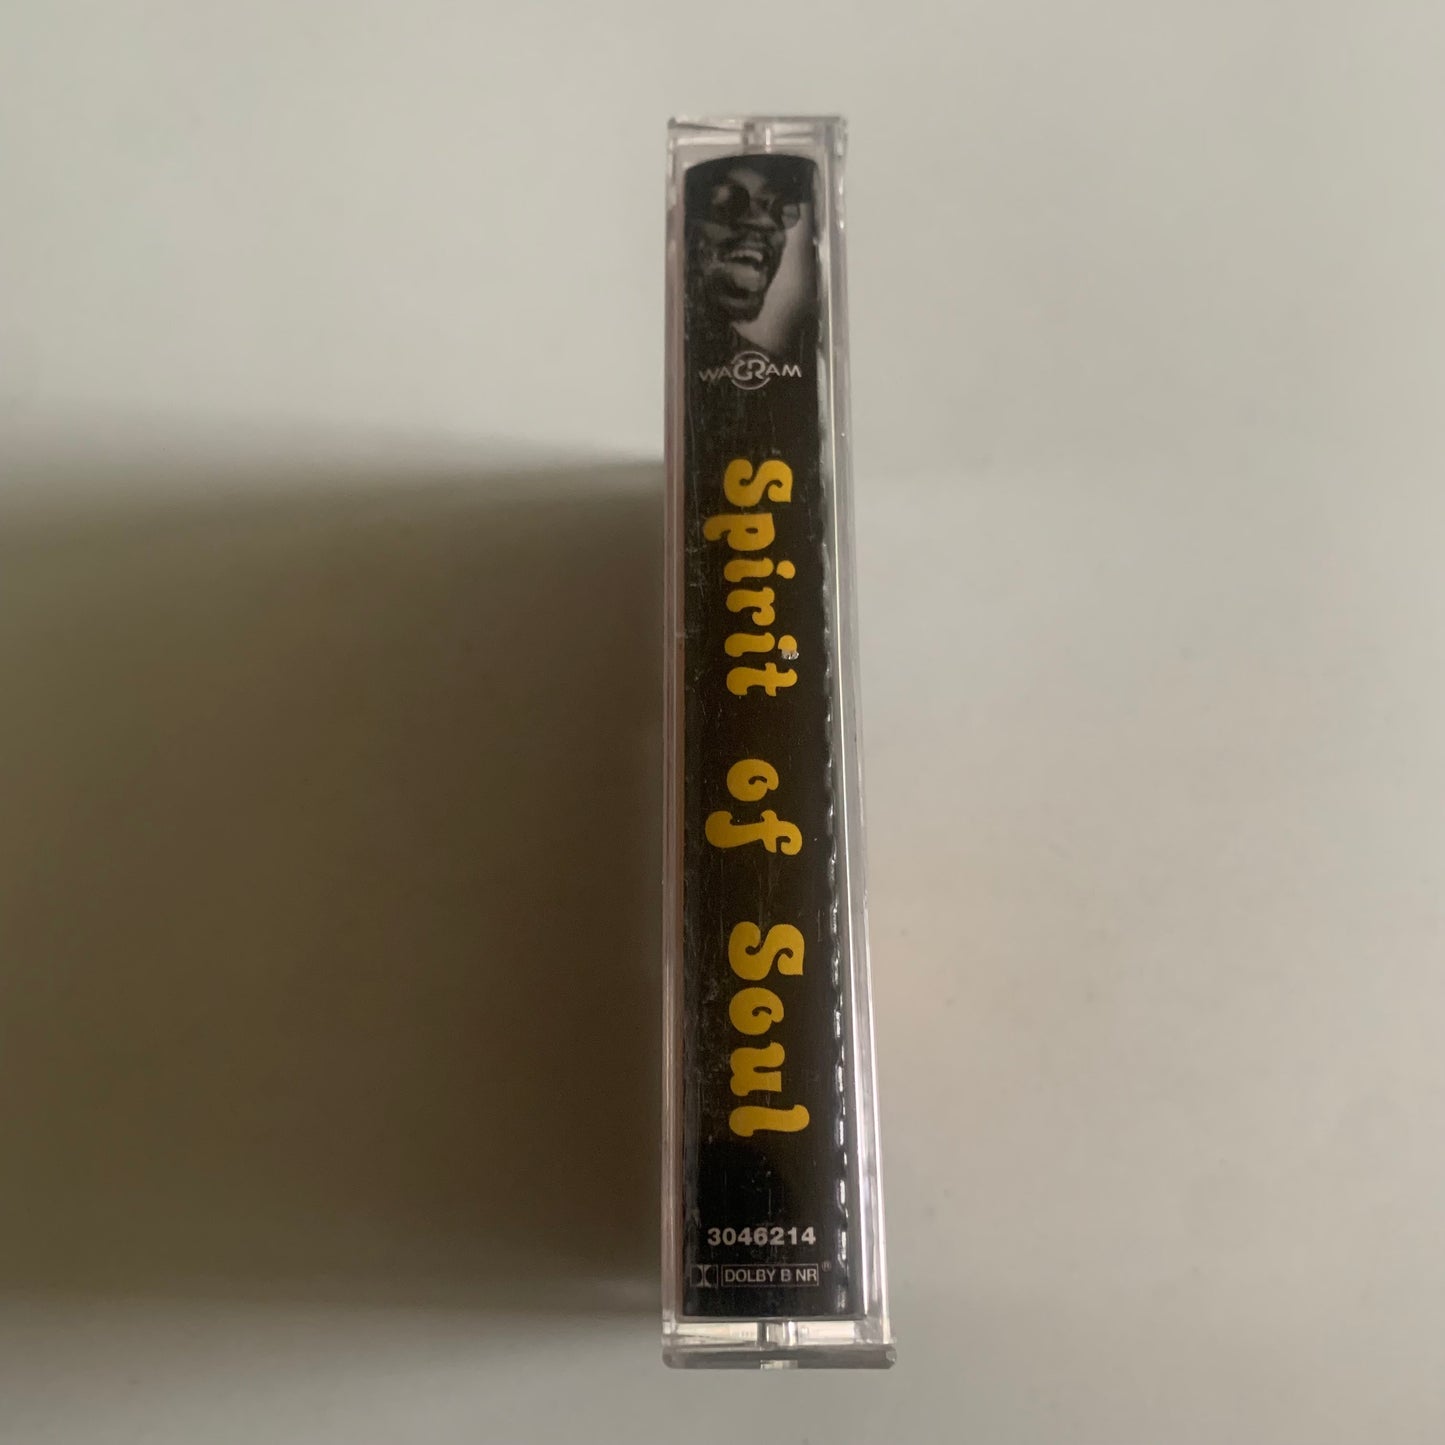 WAGRAM
Spirit of Soul
3046214
DOLBY B NR ®